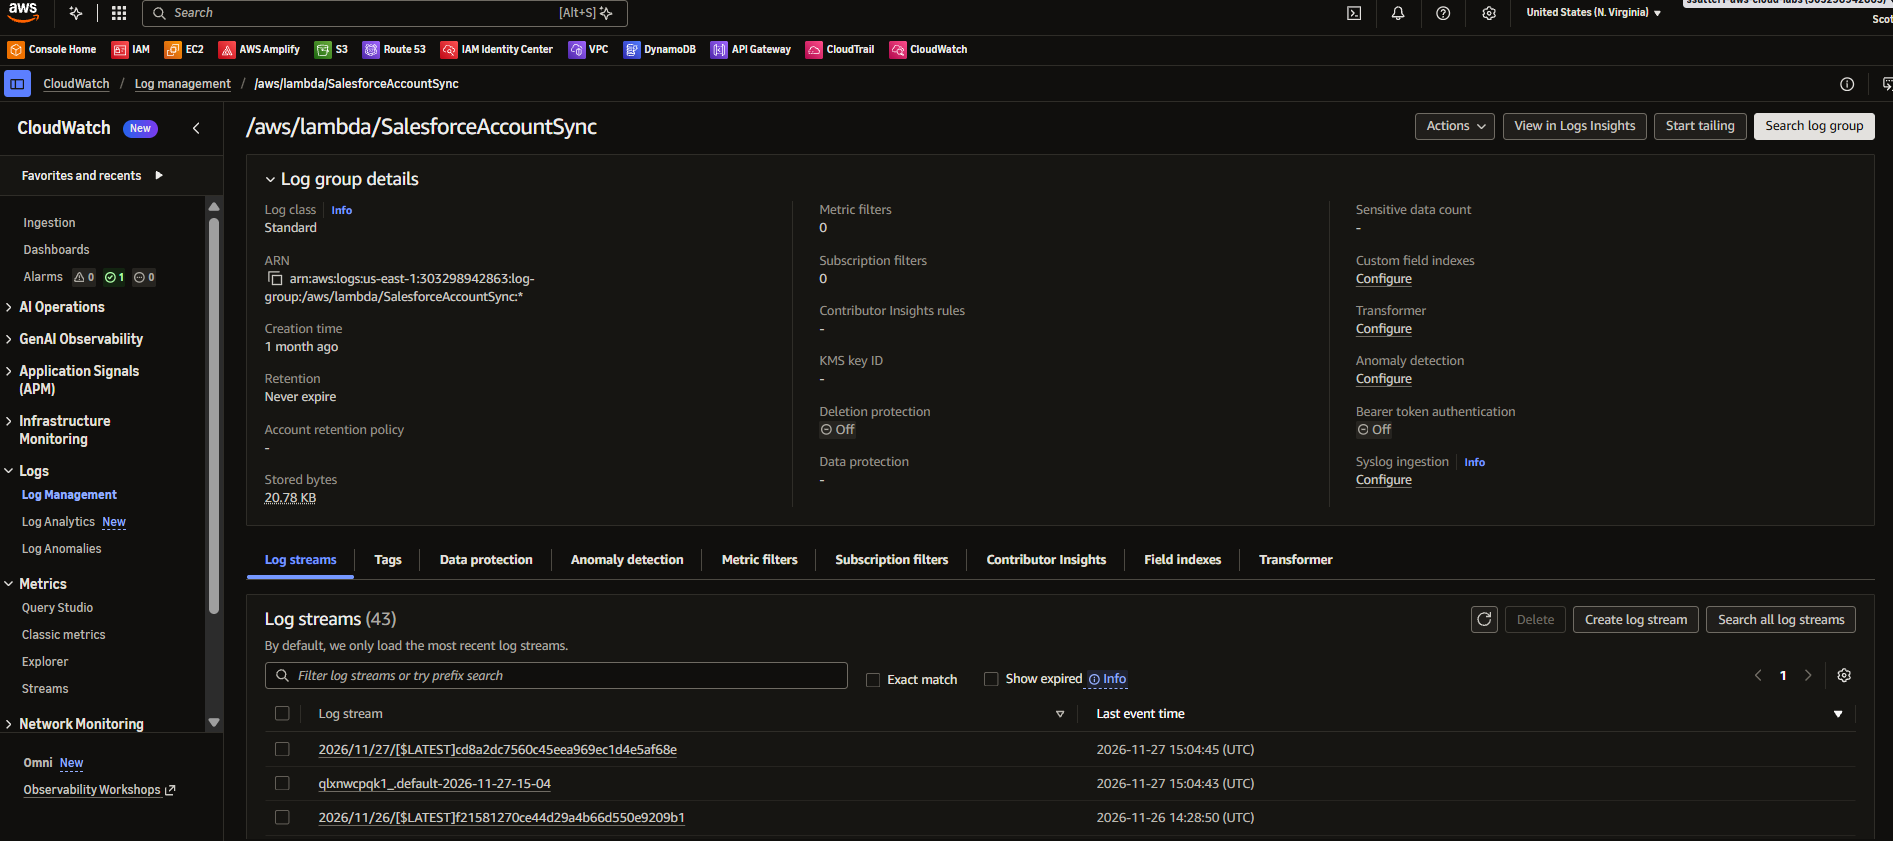 aws
Search [Alt+S]
United States (N. Virginia)
Console Home IAM EC2 AWS Amplify S3 Route 53 IAM Identity Center VPC DynamoDB API Gateway CloudTrail CloudWatch
CloudWatch / Log management / /aws/lambda/SalesforceAccountSync
CloudWatch New
Favorites and recents
Ingestion
Dashboards
Alarms 0 1 0
AI Operations
GenAI Observability
Application Signals
(APM)
Infrastructure
Monitoring
Logs
Log Management
Log Analytics New
Log Anomalies
Metrics
Query Studio
Classic metrics
Explorer
Streams
Network Monitoring
Omni New
Observability Workshops
/aws/lambda/SalesforceAccountSync
Actions View in Logs Insights Start tailing Search log group
Log group details
Log class Info
Standard
ARN
arn:aws:logs:us-east-1:303298942863:log-
group:/aws/lambda/SalesforceAccountSync:*
Creation time
1 month ago
Retention
Never expire
Account retention policy
-
Stored bytes
20.78 KB
Metric filters
0
Subscription filters
0
Contributor Insights rules
-
KMS key ID
-
Deletion protection
Off
Data protection
-
Sensitive data count
-
Custom field indexes
Configure
Transformer
Configure
Anomaly detection
Configure
Bearer token authentication
Off
Syslog ingestion Info
Configure
Log streams Tags Data protection Anomaly detection Metric filters Subscription filters Contributor Insights Field indexes Transformer
Log streams (43)
Delete Create log stream Search all log streams
By default, we only load the most recent log streams.
Filter log streams or try prefix search
Exact match Show expired Info
1
Log stream Last event time
2026/11/27/[$LATEST]cd8a2dc7560c45eea969ec1d4e5af68e 2026-11-27 15:04:45 (UTC)
qlxnwcpqk1_.default-2026-11-27-15-04 2026-11-27 15:04:43 (UTC)
2026/11/26/[$LATEST]f21581270ce44d29a4b66d550e9209b1 2026-11-26 14:28:50 (UTC)